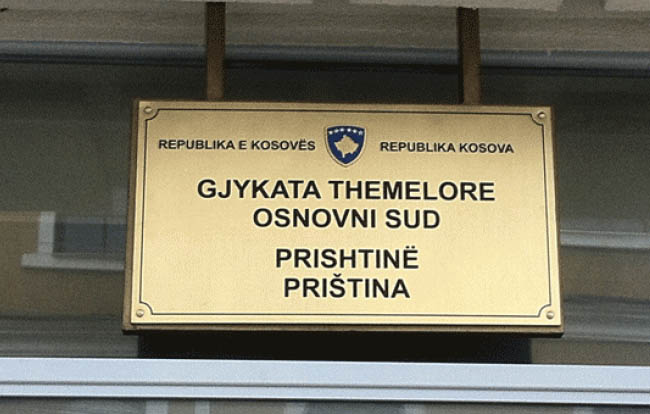 REPUBLIKA E KOSOVËS REPUBLIKA KOSOVA
GJYKATA THEMELORE
OSNOVNI SUD
PRISHTINË
PRIŠTINA